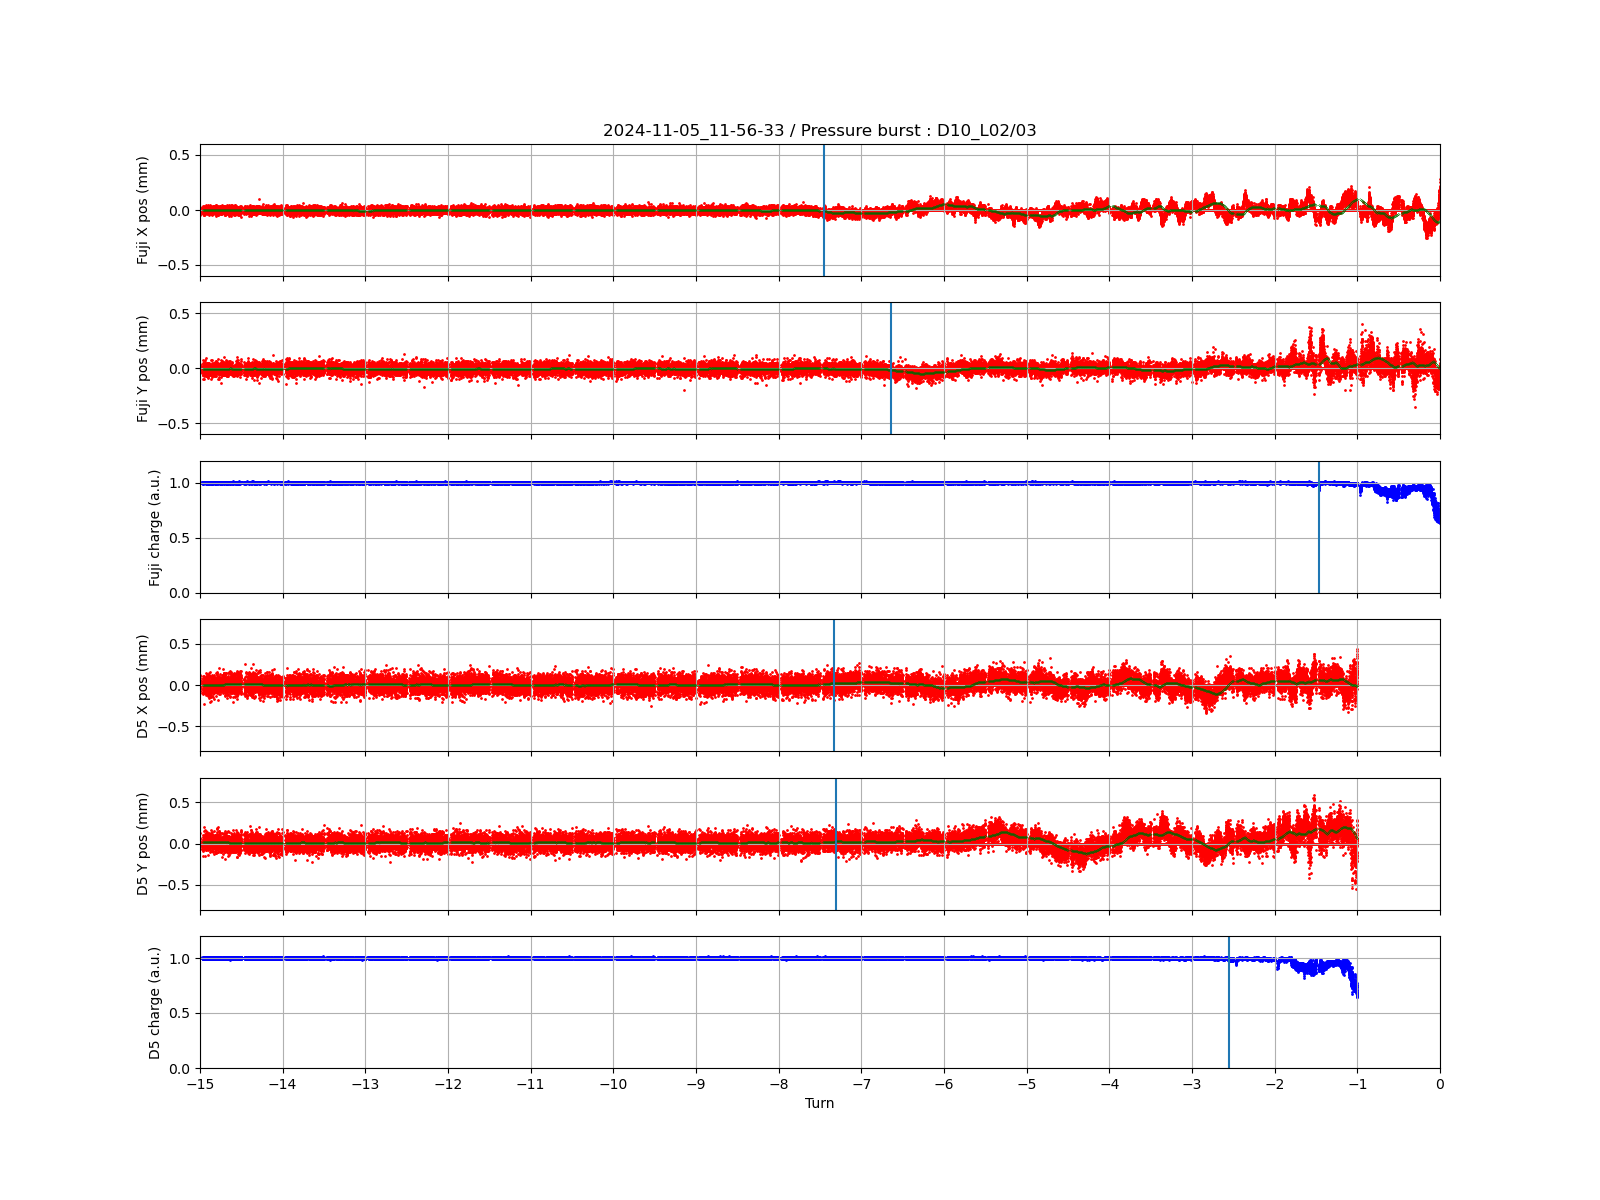 2024-11-05_11-56-33 / Pressure burst : D10_L02/03
Fuji X pos (mm)
0.5
0.0
−0.5
Fuji Y pos (mm)
0.5
0.0
−0.5
Fuji charge (a.u.)
1.0
0.5
0.0
D5 X pos (mm)
0.5
0.0
−0.5
D5 Y pos (mm)
0.5
0.0
−0.5
D5 charge (a.u.)
1.0
0.5
0.0
−15 −14 −13 −12 −11 −10 −9 −8 −7 −6 −5 −4 −3 −2 −1 0
Turn